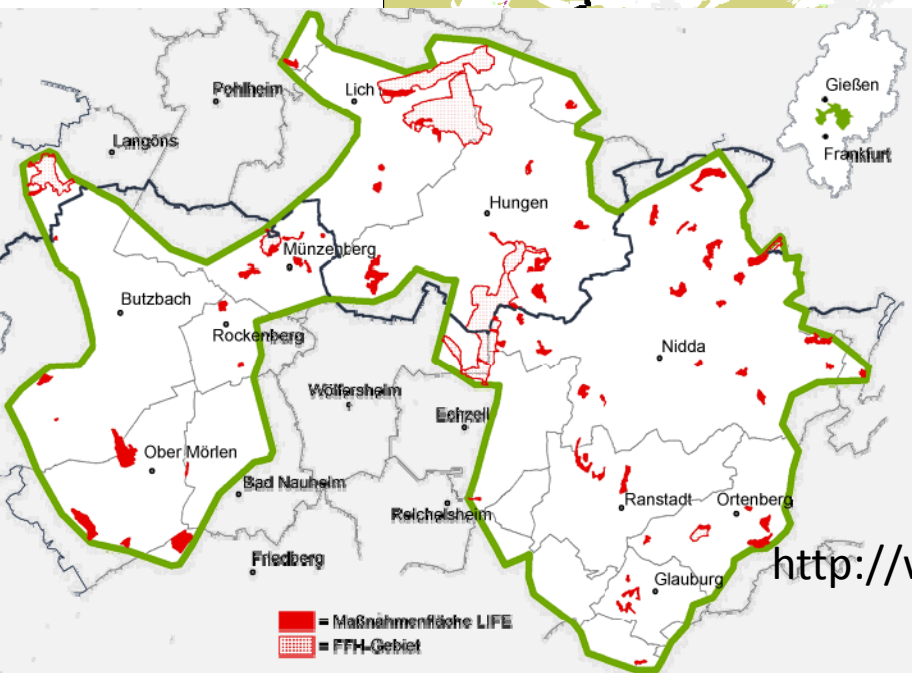 Gießen
Frankfurt
Pohlheim
Lich
Langöns
Hungen
Münzenberg
Butzbach
Rockenberg
Nidda
Wölfersheim
Echzell
Ober Mörlen
Bad Nauheim
Ranstadt
Ortenberg
Reichelsheim
Friedberg
Glauburg
http://
= Maßnahmenfläche LIFE
= FFH-Gebiet